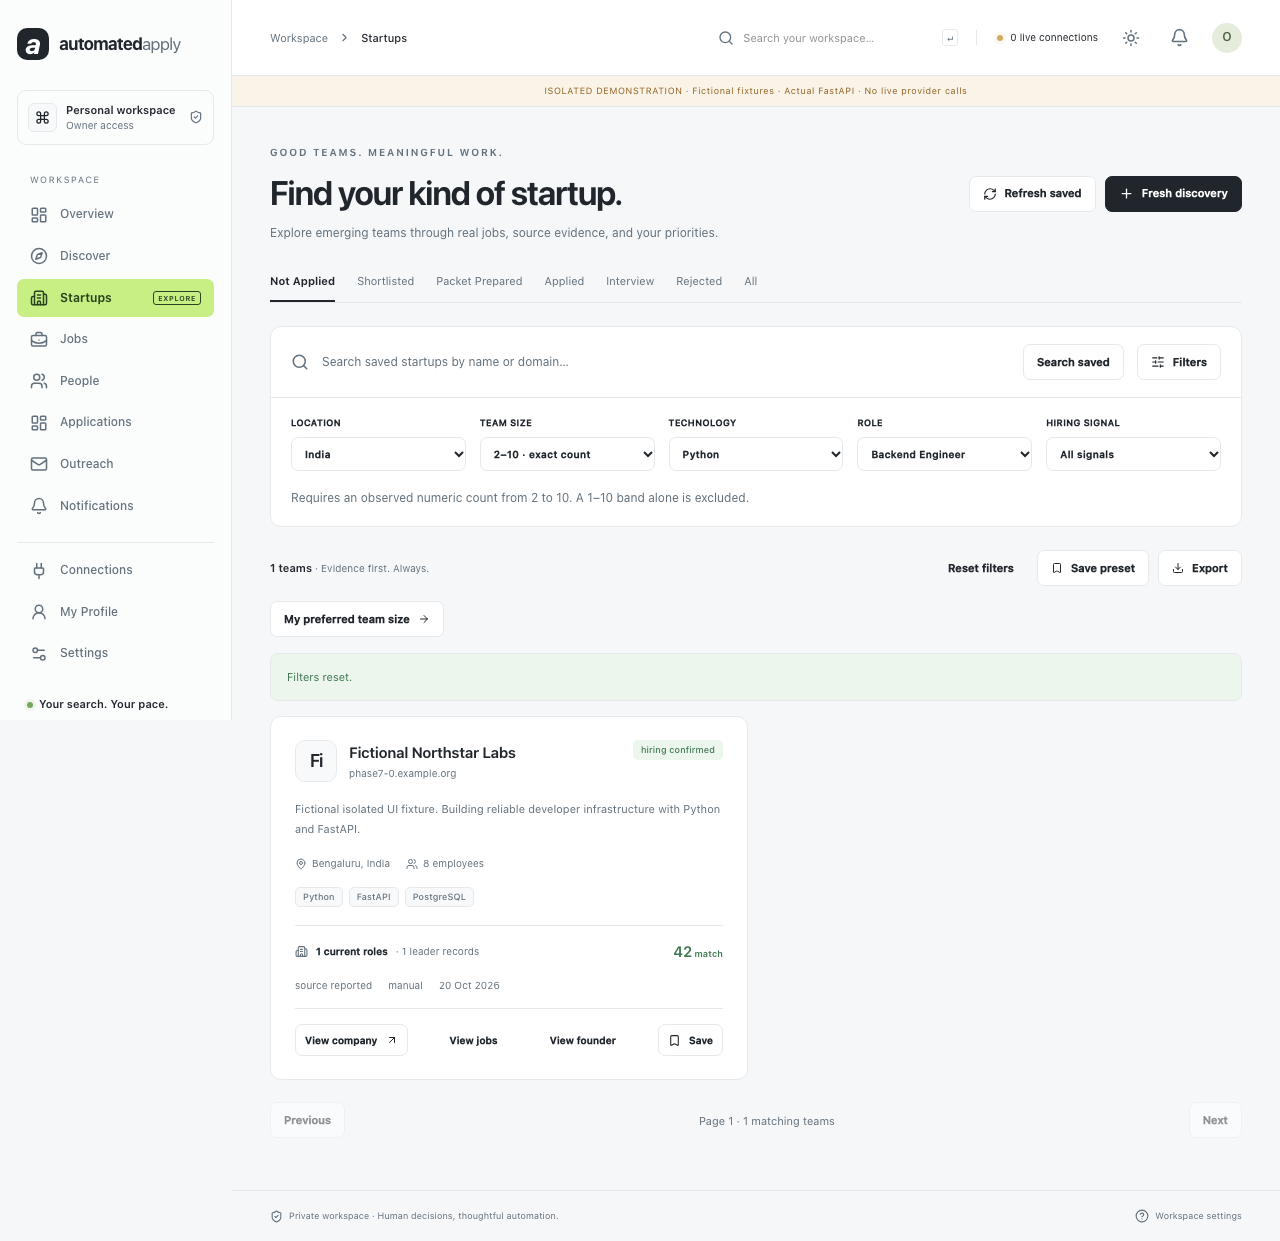 a automatedapply
Personal workspace
Owner access
WORKSPACE
Overview
Discover
Startups EXPLORE
Jobs
People
Applications
Outreach
Notifications
Connections
My Profile
Settings
Your search. Your pace.
Workspace > Startups
Search your workspace...
0 live connections
O
ISOLATED DEMONSTRATION · Fictional fixtures · Actual FastAPI · No live provider calls
GOOD TEAMS. MEANINGFUL WORK.
Find your kind of startup.
Refresh saved
Fresh discovery
Explore emerging teams through real jobs, source evidence, and your priorities.
Not Applied Shortlisted Packet Prepared Applied Interview Rejected All
Search saved startups by name or domain...
Search saved
Filters
LOCATION TEAM SIZE TECHNOLOGY ROLE HIRING SIGNAL
India 2–10 · exact count Python Backend Engineer All signals
Requires an observed numeric count from 2 to 10. A 1–10 band alone is excluded.
1 teams · Evidence first. Always.
Reset filters
Save preset
Export
My preferred team size →
Filters reset.
Fi
Fictional Northstar Labs
hiring confirmed
phase7-0.example.org
Fictional isolated UI fixture. Building reliable developer infrastructure with Python
and FastAPI.
Bengaluru, India 8 employees
Python FastAPI PostgreSQL
1 current roles · 1 leader records
42 match
source reported manual 20 Oct 2026
View company View jobs View founder Save
Previous
Page 1 · 1 matching teams
Next
Private workspace · Human decisions, thoughtful automation.
Workspace settings